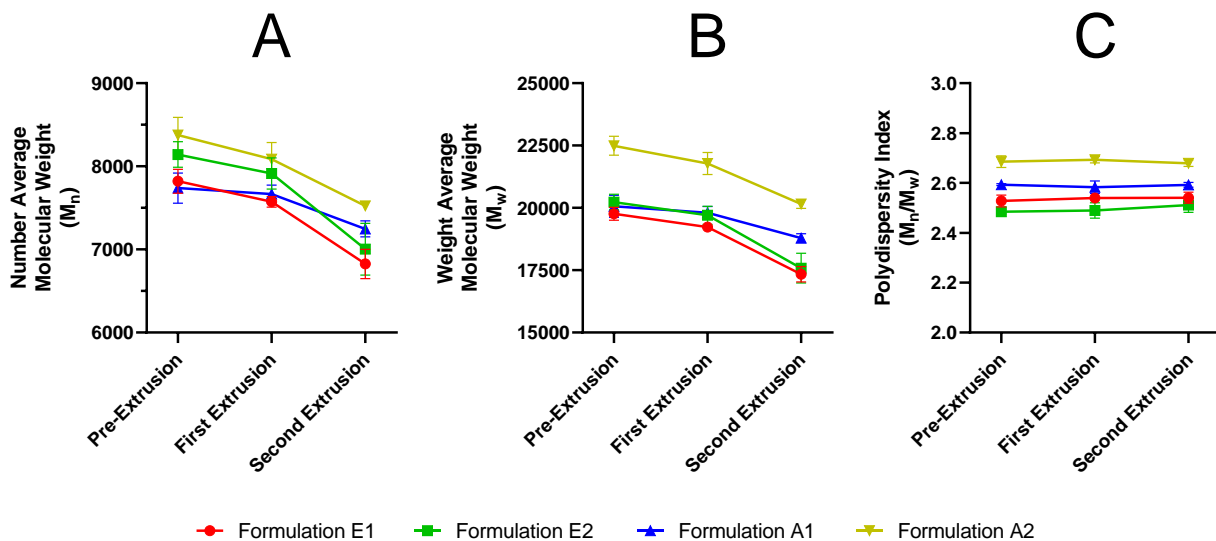 A
B
C
Number Average
Molecular Weight
(Mn)
9000
8000
7000
6000
Pre-Extrusion
First Extrusion
Second Extrusion
Weight Average
Molecular Weight
(Mw)
25000
22500
20000
17500
15000
Pre-Extrusion
First Extrusion
Second Extrusion
Polydispersity Index
(Mn/Mw)
3.0
2.8
2.6
2.4
2.2
2.0
Pre-Extrusion
First Extrusion
Second Extrusion
Formulation E1
Formulation E2
Formulation A1
Formulation A2